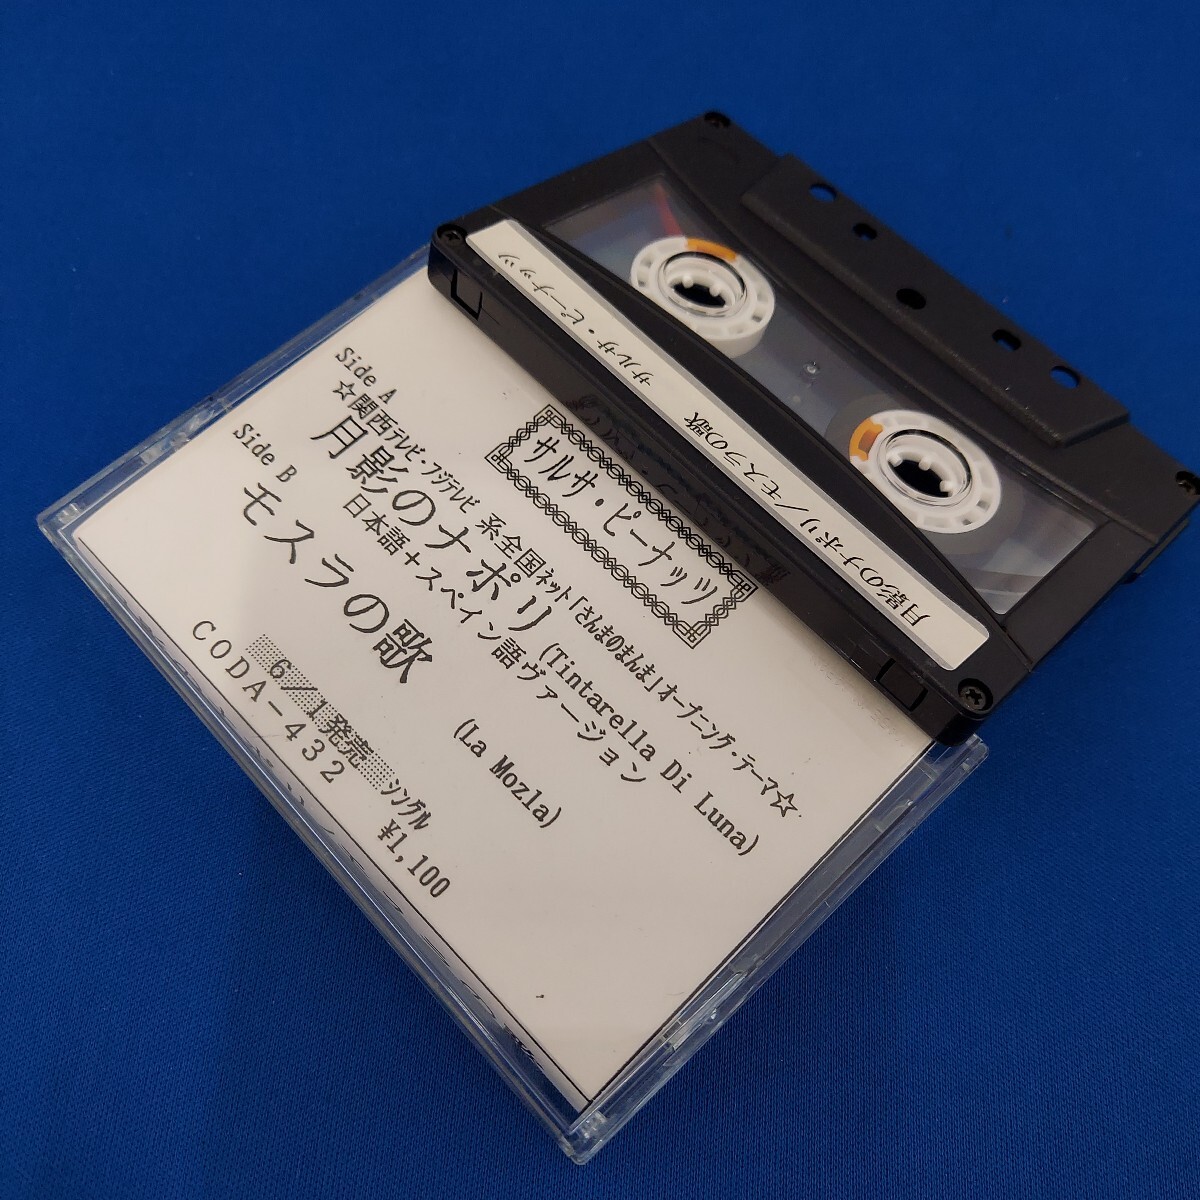 サルサ・ピーナッツ
Side A
☆関西テレビ・フジテレビ 系全国ネット「さんまのまんま」オープニング・テーマ☆
月影のナポリ (Tintarella Di Luna)
日本語＋スペイン語ヴァージョン
Side B
モスラの歌 (La Mozla)
6/1発売 シングル ¥1,100
CODA-432
月影のナポリ／モスラの歌 サルサ・ピーナッツ